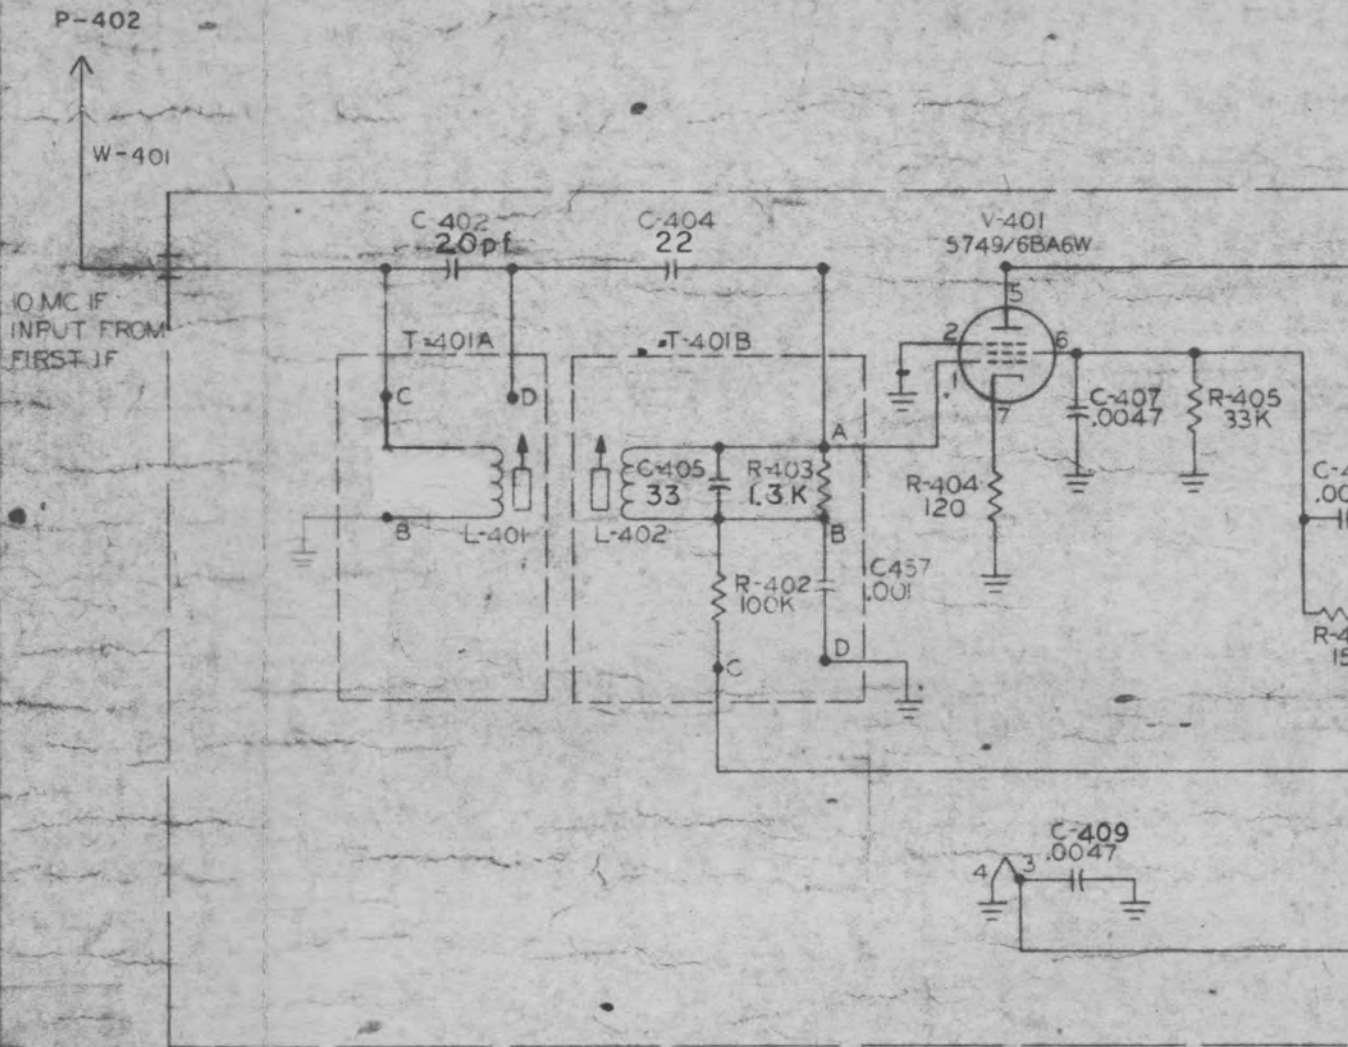 P-402
W-401
10 MC IF
INPUT FROM
FIRST IF
C-402
20pf
C-404
22
V-401
5749/6BA6W
5
2
6
1
7
T-401A
T-401B
C
D
A
C-407
.0047
R-405
33K
C-405
33
R-403
1.3K
R-404
120
B
L-401
L-402
B
R-402
100K
C457
.001
C
D
C-409
.0047
4
3